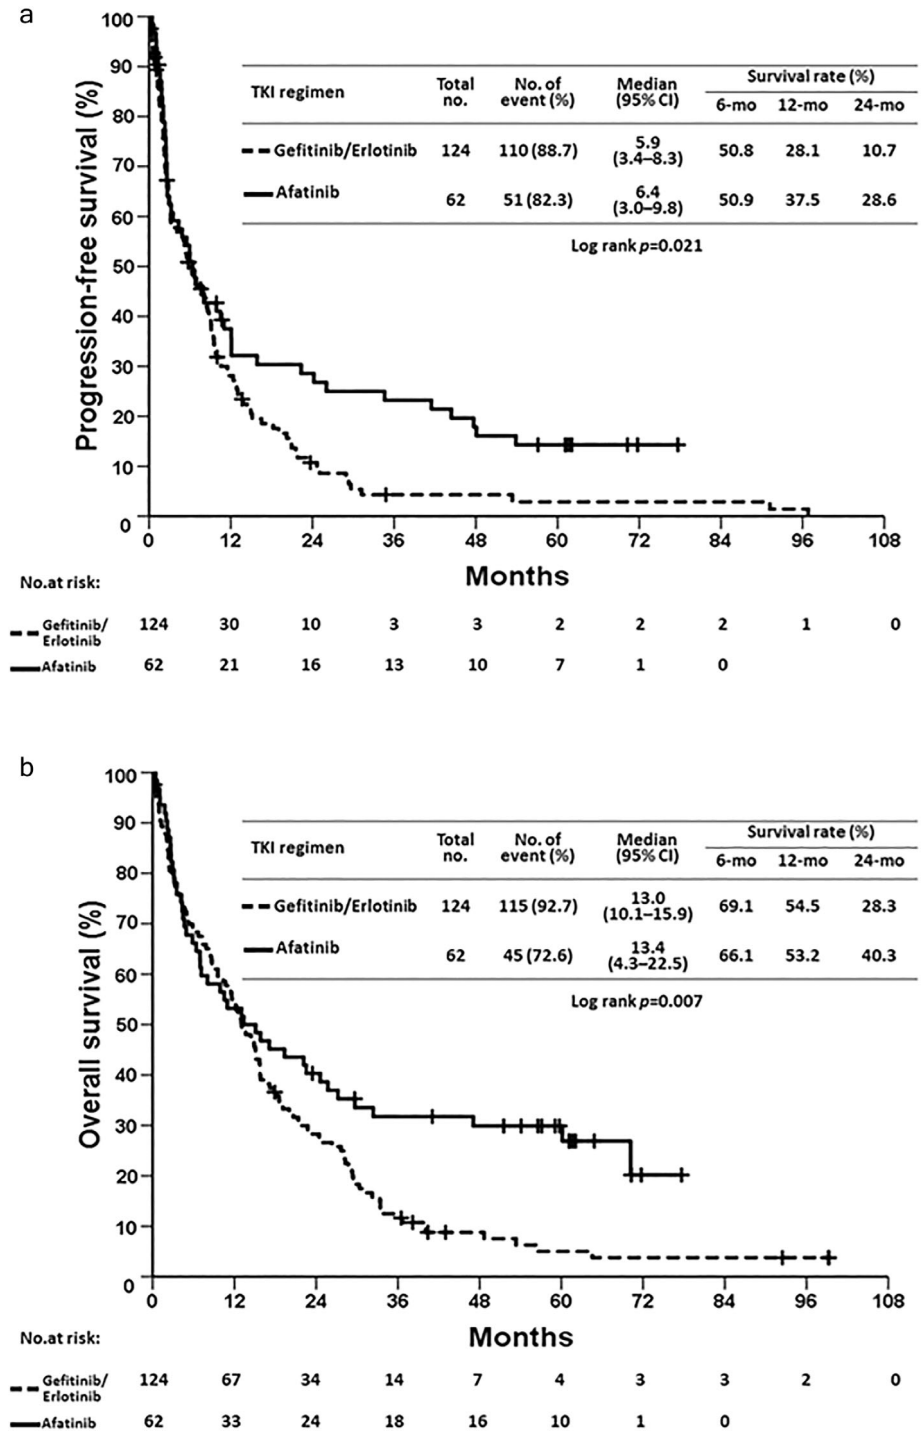 a
Progression-free survival (%)
100
90
80
70
60
50
40
30
20
10
0
0 12 24 36 48 60 72 84 96 108
Months
TKI regimen Total no. No. of event (%) Median (95% CI) Survival rate (%)
6-mo 12-mo 24-mo
Gefitinib/Erlotinib 124 110 (88.7) 5.9 (3.4–8.3) 50.8 28.1 10.7
Afatinib 62 51 (82.3) 6.4 (3.0–9.8) 50.9 37.5 28.6
Log rank p=0.021
No.at risk:
Gefitinib/Erlotinib 124 30 10 3 3 2 2 2 1 0
Afatinib 62 21 16 13 10 7 1 0
b
Overall survival (%)
100
90
80
70
60
50
40
30
20
10
0
0 12 24 36 48 60 72 84 96 108
Months
TKI regimen Total no. No. of event (%) Median (95% CI) Survival rate (%)
6-mo 12-mo 24-mo
Gefitinib/Erlotinib 124 115 (92.7) 13.0 (10.1–15.9) 69.1 54.5 28.3
Afatinib 62 45 (72.6) 13.4 (4.3–22.5) 66.1 53.2 40.3
Log rank p=0.007
No.at risk:
Gefitinib/Erlotinib 124 67 34 14 7 4 3 3 2 0
Afatinib 62 33 24 18 16 10 1 0